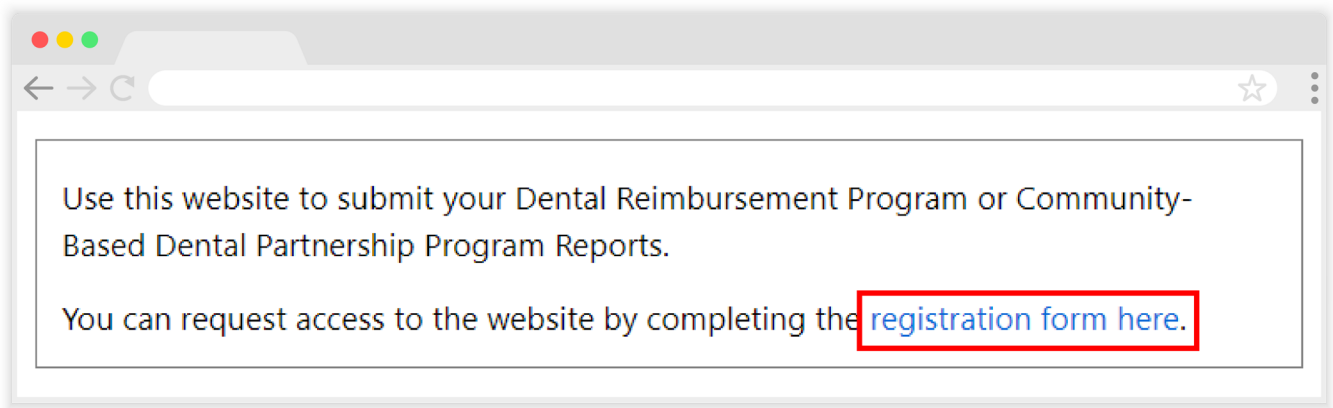 Use this website to submit your Dental Reimbursement Program or Community-
Based Dental Partnership Program Reports.
You can request access to the website by completing the registration form here.